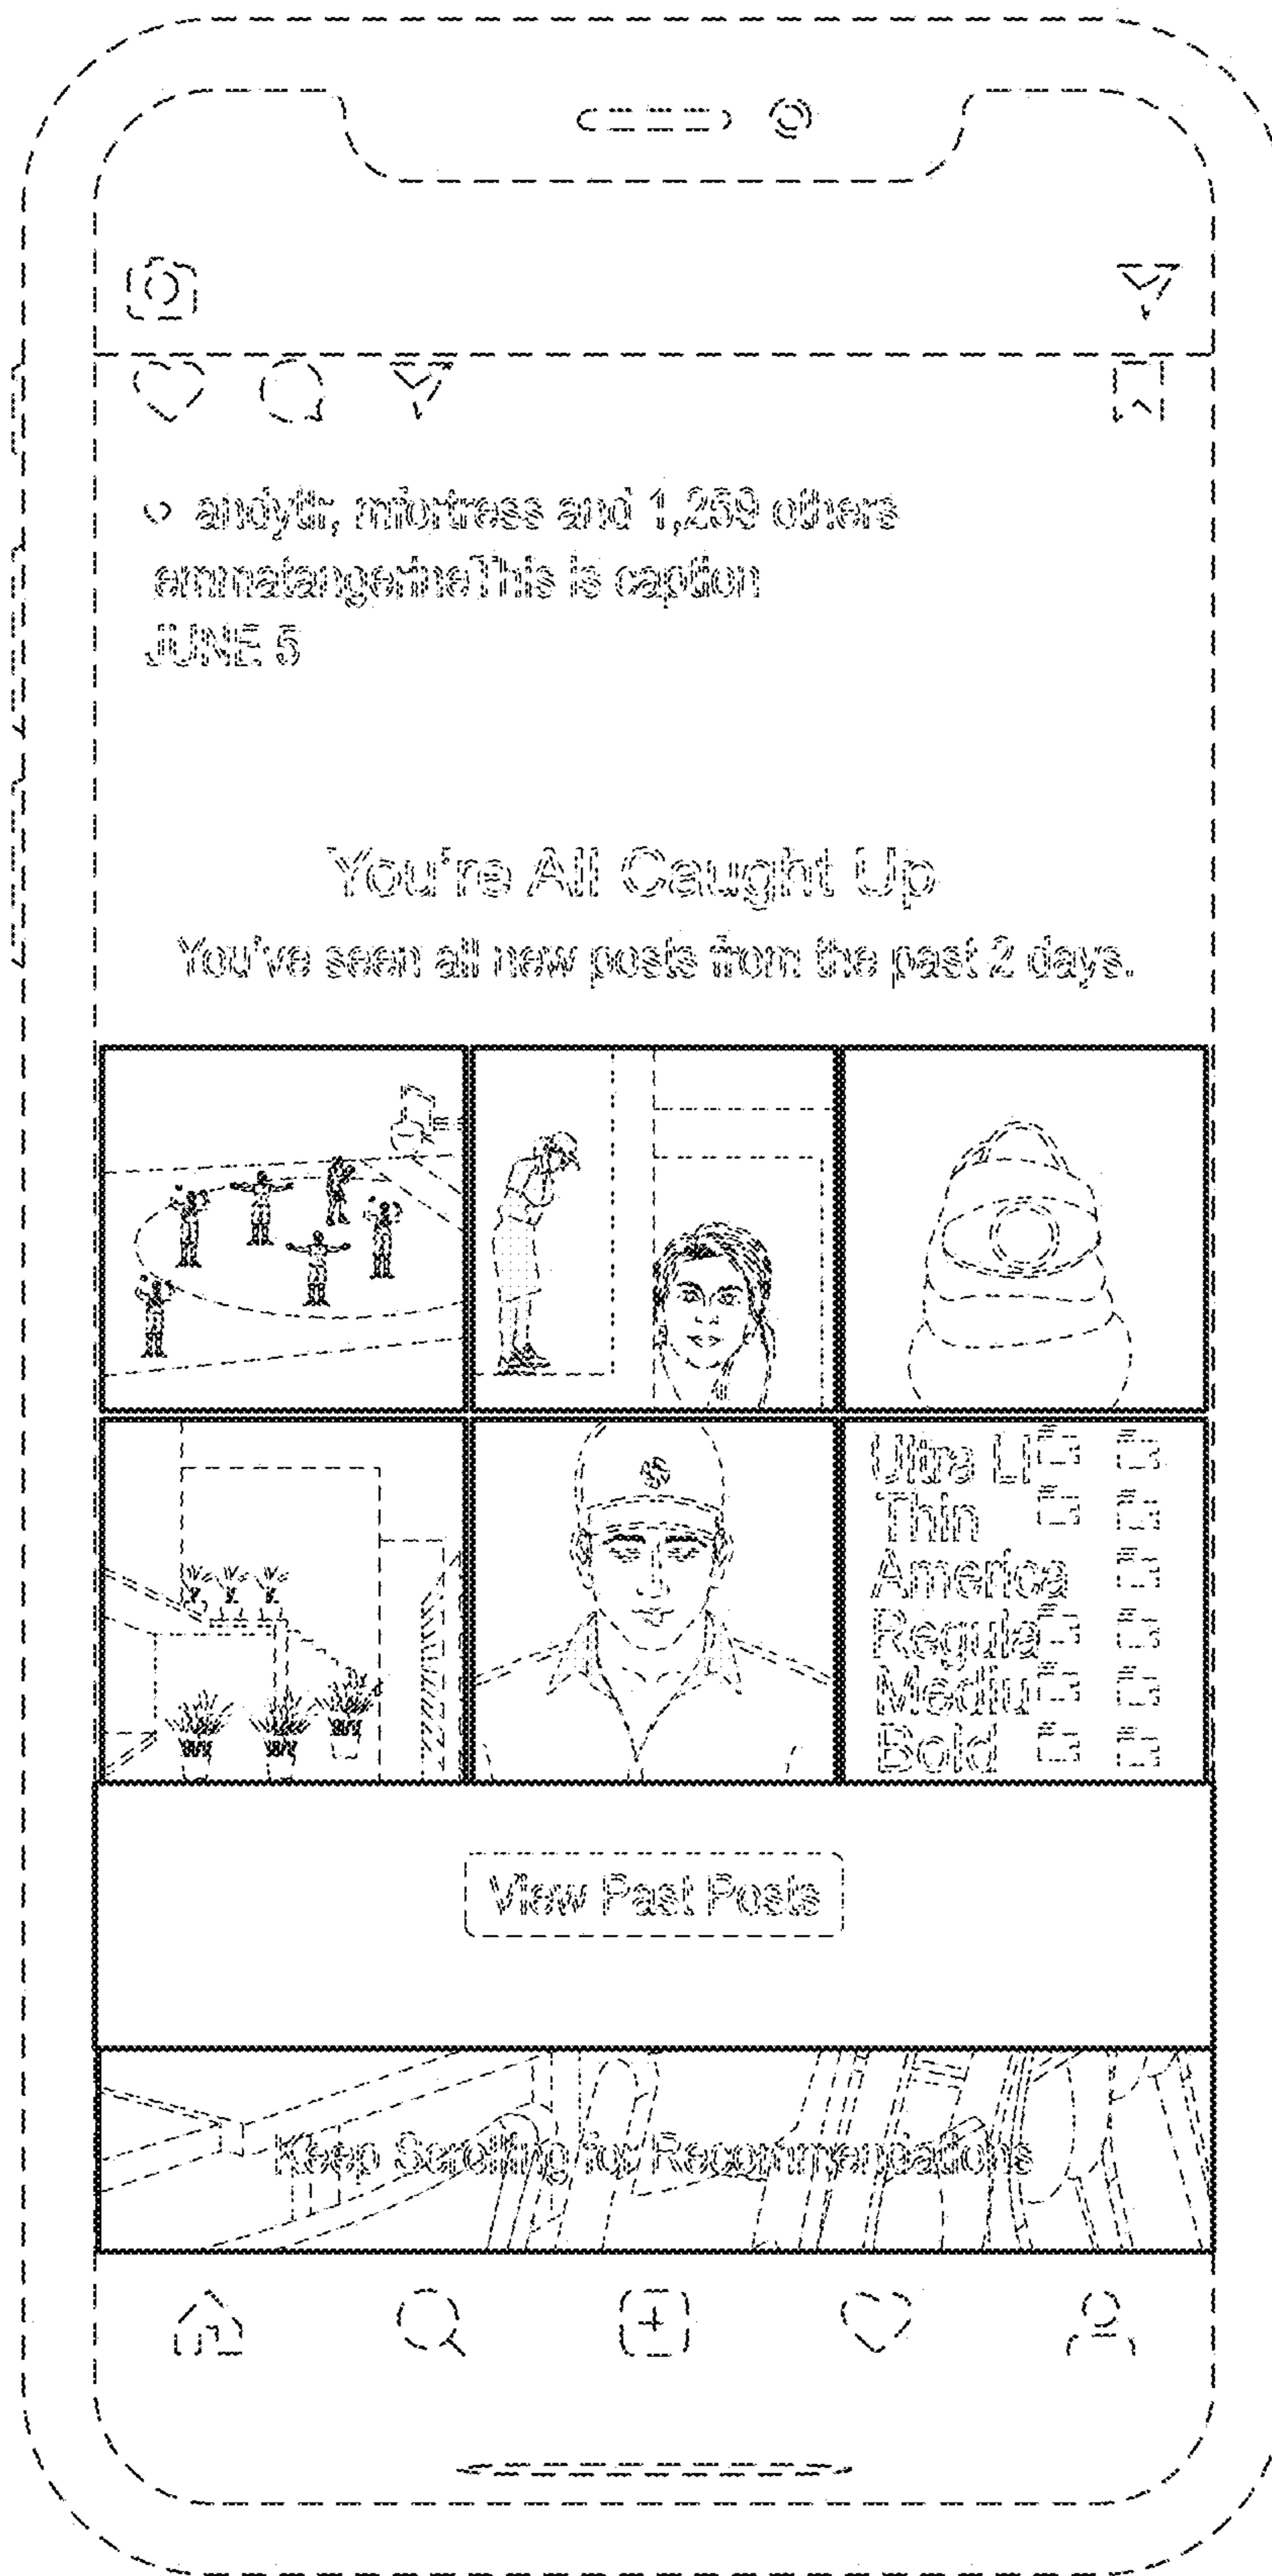 andytlr, mfortress and 1,259 others
emmatangerineThis is caption
JUNE 5
You're All Caught Up
You've seen all new posts from the past 2 days.
Ultra Li
Thin
America
Regula
Mediu
Bold
View Past Posts
Keep Scrolling for Recommendations